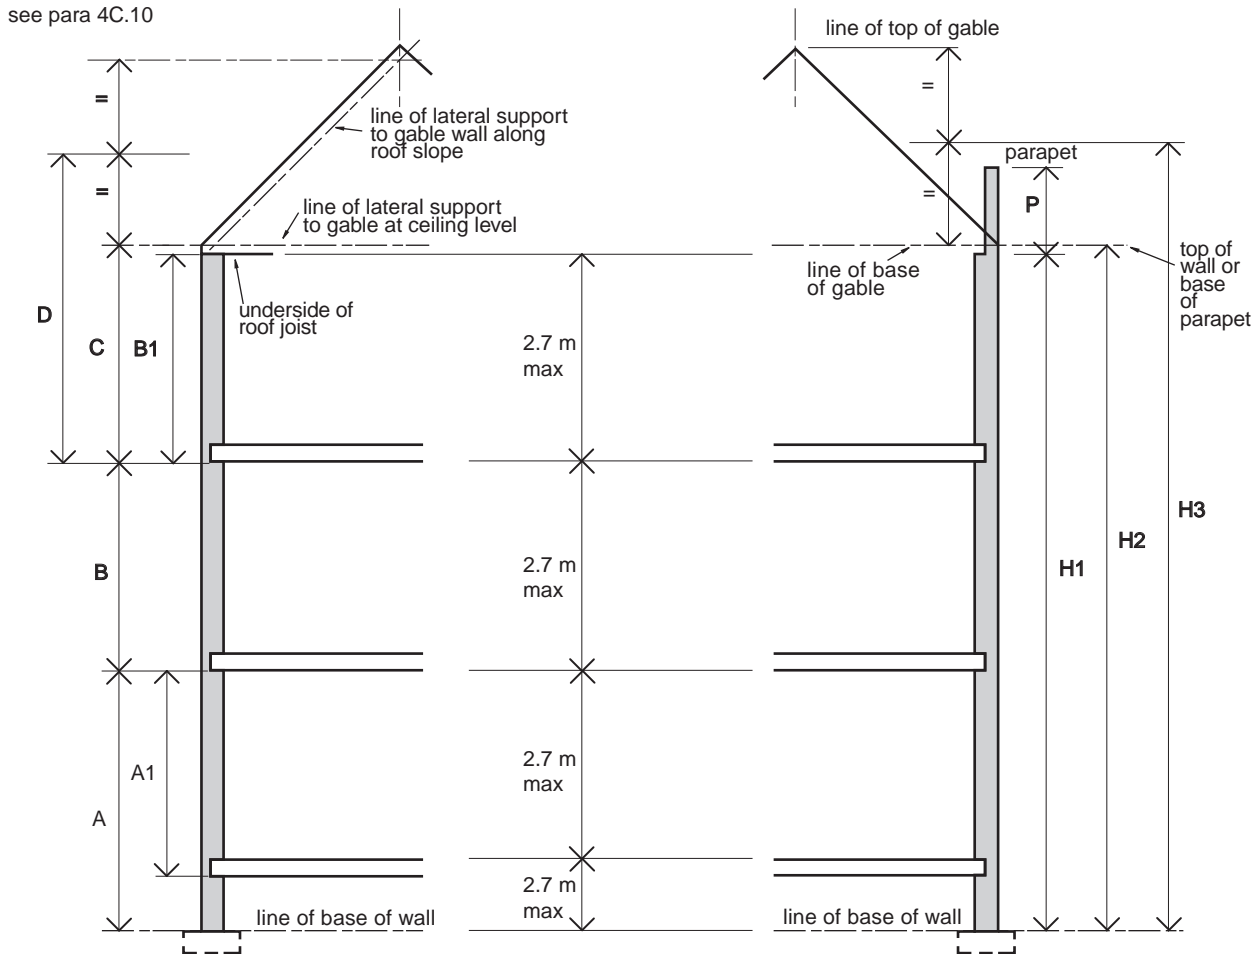 see para 4C.10
line of top of gable
=
=
line of lateral support
to gable wall along
roof slope
parapet
=
=
P
line of lateral support
to gable at ceiling level
line of base
of gable
top of
wall or
base
of
parapet
underside of
roof joist
D
C
B1
2.7 m
max
H3
H2
H1
B
2.7 m
max
A1
A
2.7 m
max
2.7 m
max
line of base of wall
line of base of wall